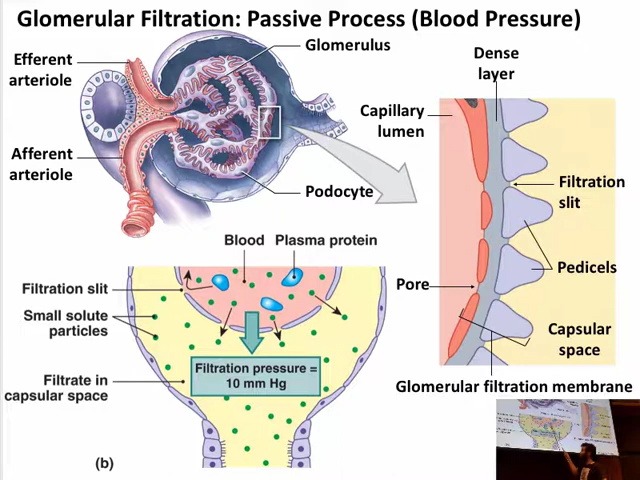 Glomerular Filtration: Passive Process (Blood Pressure)
Efferent
arteriole
Glomerulus
Afferent
arteriole
Podocyte
Dense
layer
Capillary
lumen
Filtration
slit
Pedicels
Pore
Capsular
space
Glomerular filtration membrane
Blood
Plasma protein
Filtration slit
Small solute
particles
Filtration pressure =
10 mm Hg
Filtrate in
capsular space
(b)